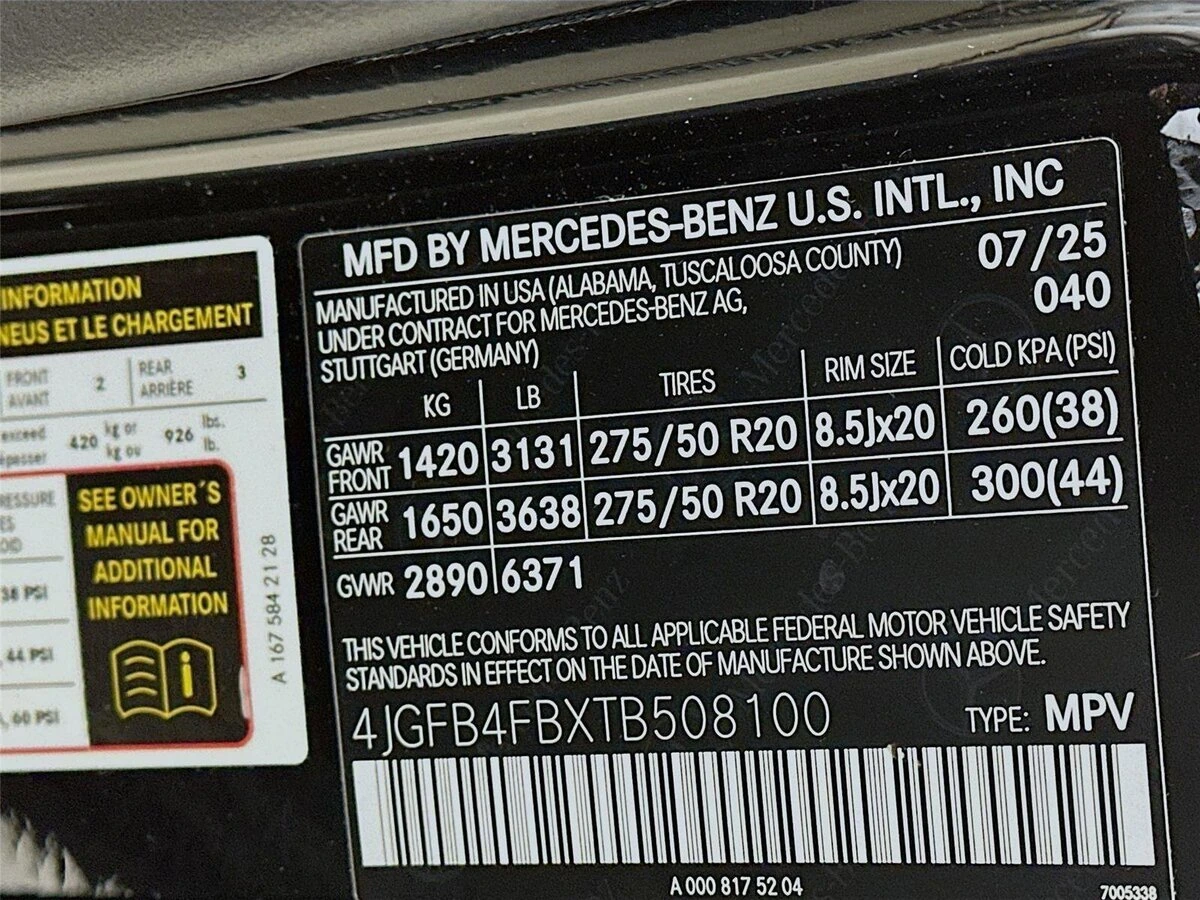 INFORMATION
NEUS ET LE CHARGEMENT
FRONT
AVANT
2
REAR
ARRIÈRE
3
exceed
420 kg or
kg ou
926 lbs.
lb.
SEE OWNER´S
MANUAL FOR
ADDITIONAL
INFORMATION
38 PSI
, 44 PSI
, 60 PSI
A 167 584 21 28
MFD BY MERCEDES-BENZ U.S. INTL., INC
MANUFACTURED IN USA (ALABAMA, TUSCALOOSA COUNTY)
UNDER CONTRACT FOR MERCEDES-BENZ AG,
STUTTGART (GERMANY)
07/25
040
KG LB TIRES RIM SIZE COLD KPA (PSI)
GAWR
FRONT 1420 3131 275/50 R20 8.5Jx20 260(38)
GAWR
REAR 1650 3638 275/50 R20 8.5Jx20 300(44)
GVWR 2890 6371
THIS VEHICLE CONFORMS TO ALL APPLICABLE FEDERAL MOTOR VEHICLE SAFETY
STANDARDS IN EFFECT ON THE DATE OF MANUFACTURE SHOWN ABOVE.
4JGFB4FBXTB508100 TYPE: MPV
A 000 817 52 04
7005338